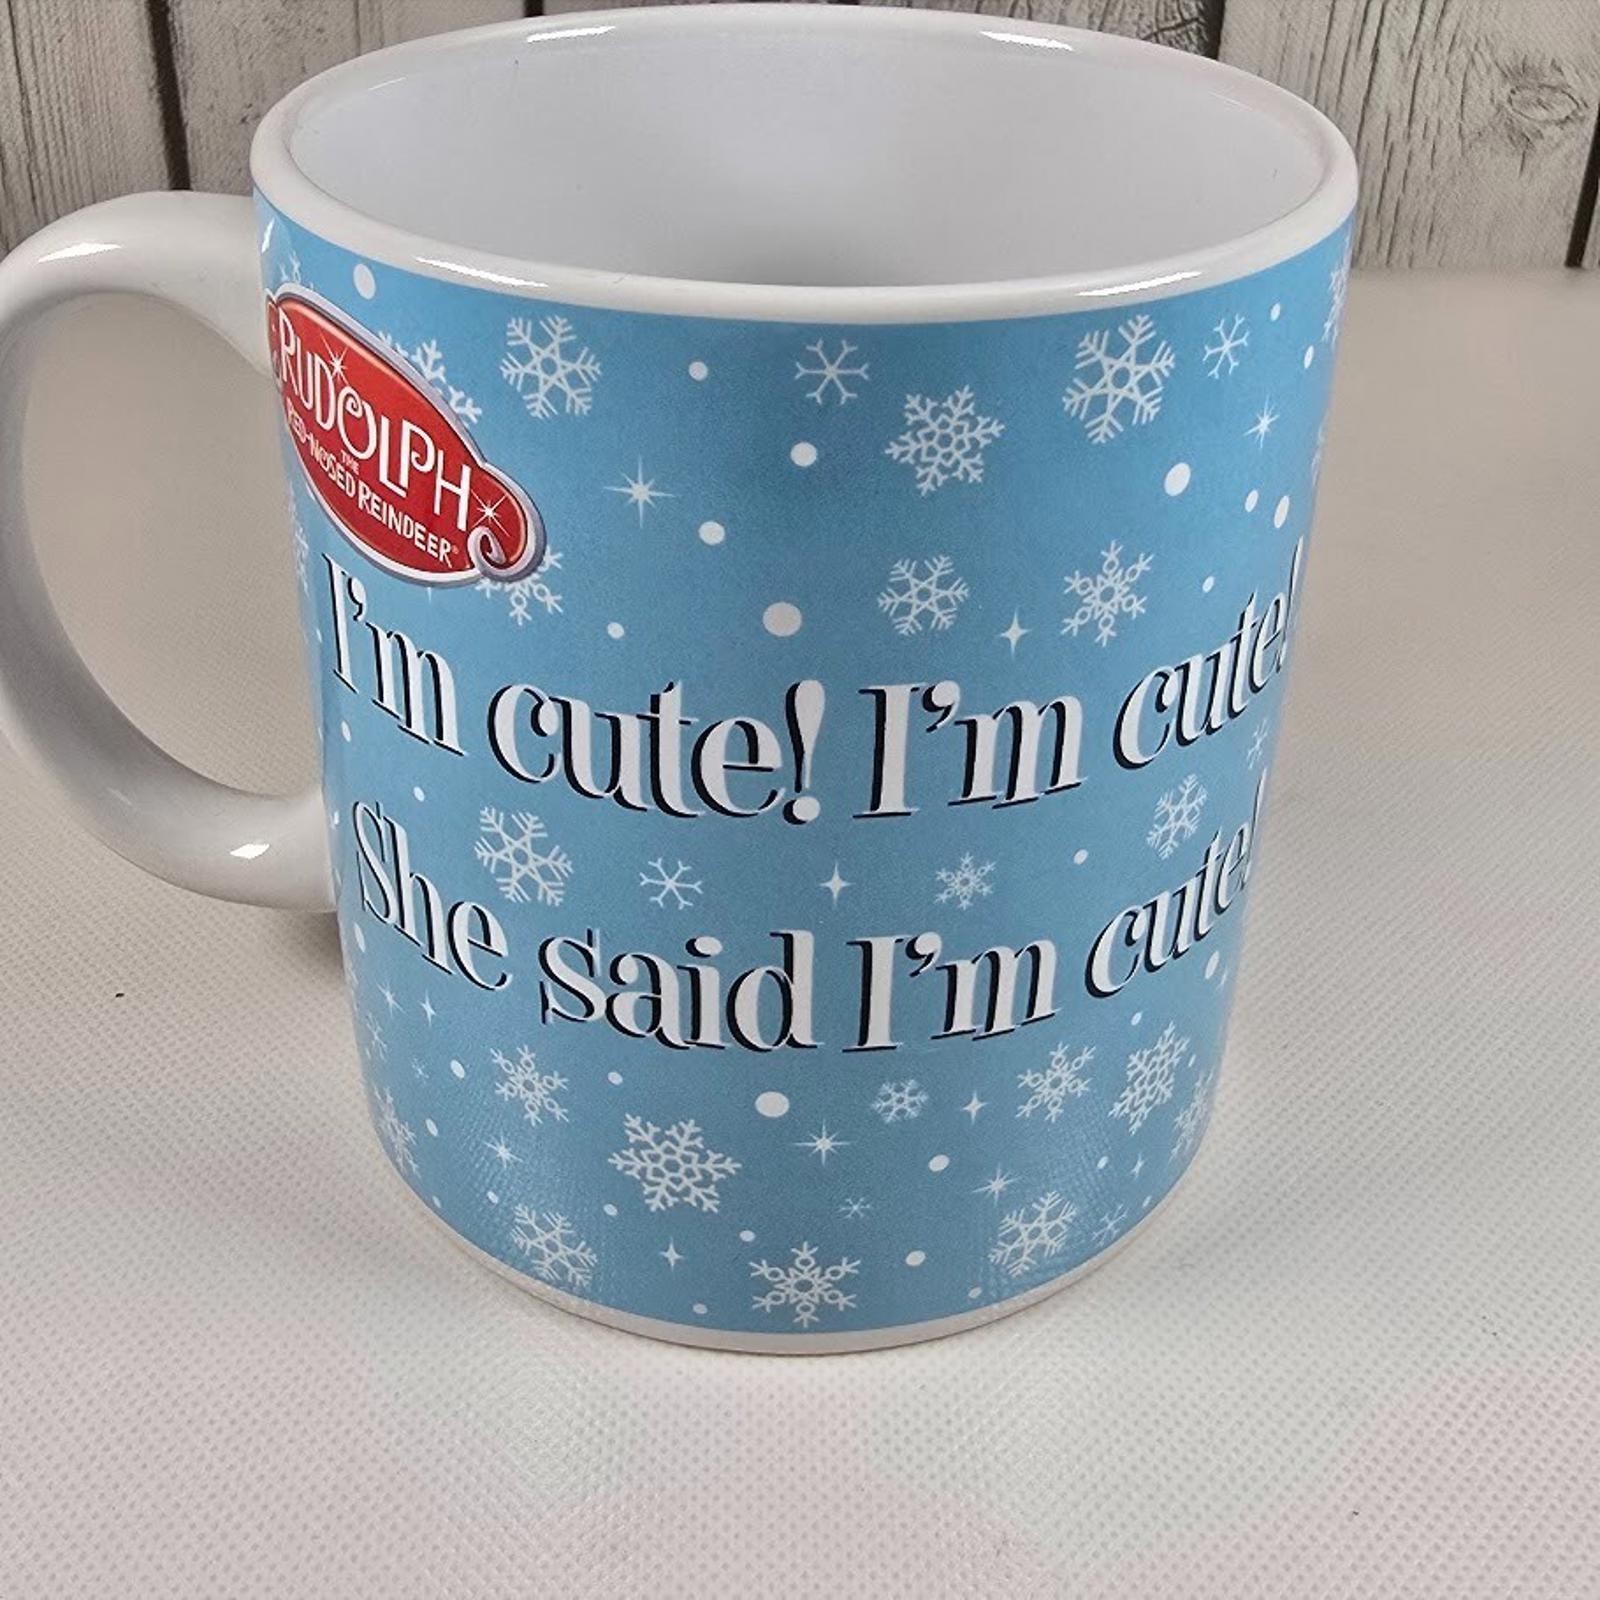 RUDOLPH
THE
RED-NOSED REINDEER®
I'm cute! I'm cute!
She said I'm cute!